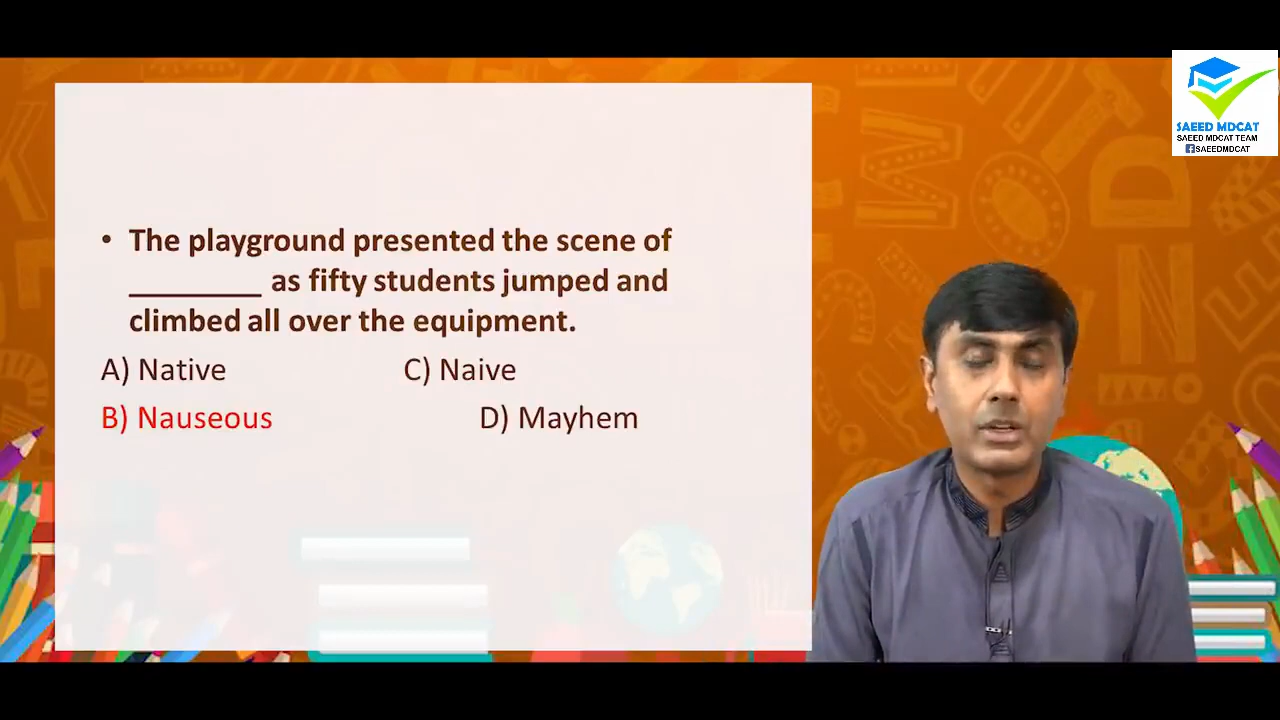 SAEED MDCAT
SAEED MDCAT TEAM
SAEEDMDCAT
• The playground presented the scene of
________ as fifty students jumped and
climbed all over the equipment.
A) Native C) Naive
B) Nauseous D) Mayhem